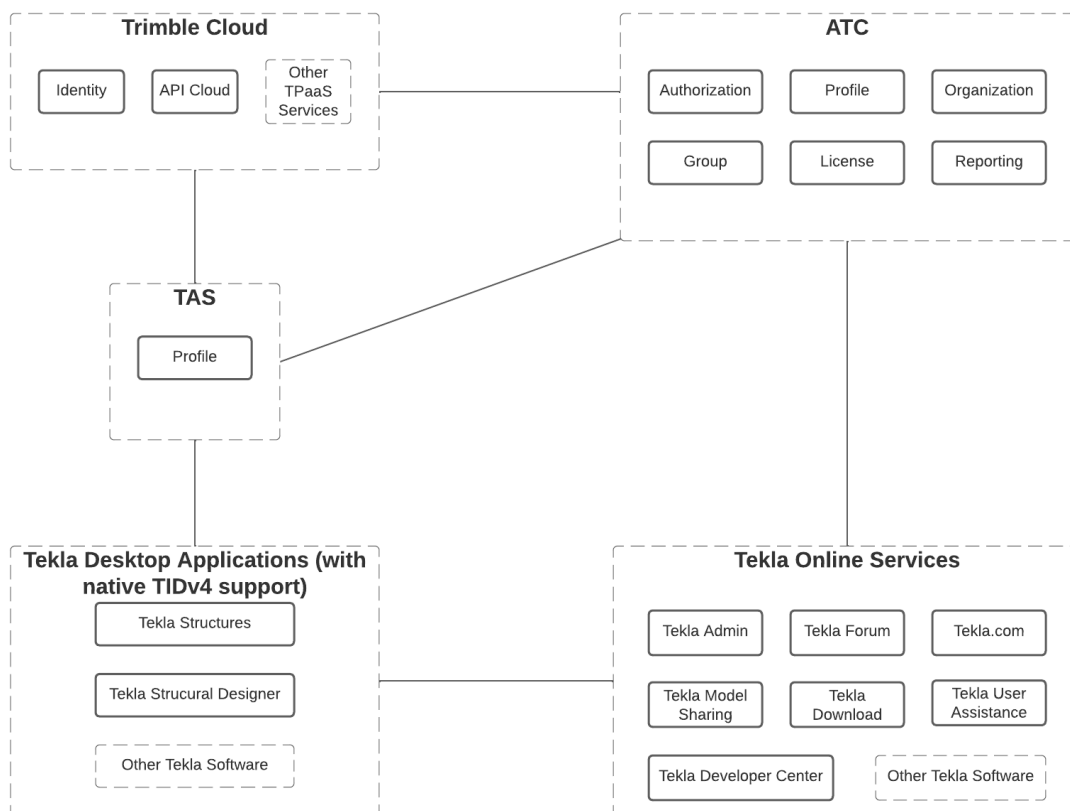 Trimble Cloud
Identity
API Cloud
Other
TPaaS
Services
ATC
Authorization
Profile
Organization
Group
License
Reporting
TAS
Profile
Tekla Desktop Applications (with
native TIDv4 support)
Tekla Structures
Tekla Strucural Designer
Other Tekla Software
Tekla Online Services
Tekla Admin
Tekla Forum
Tekla.com
Tekla Model
Sharing
Tekla
Download
Tekla User
Assistance
Tekla Developer Center
Other Tekla Software